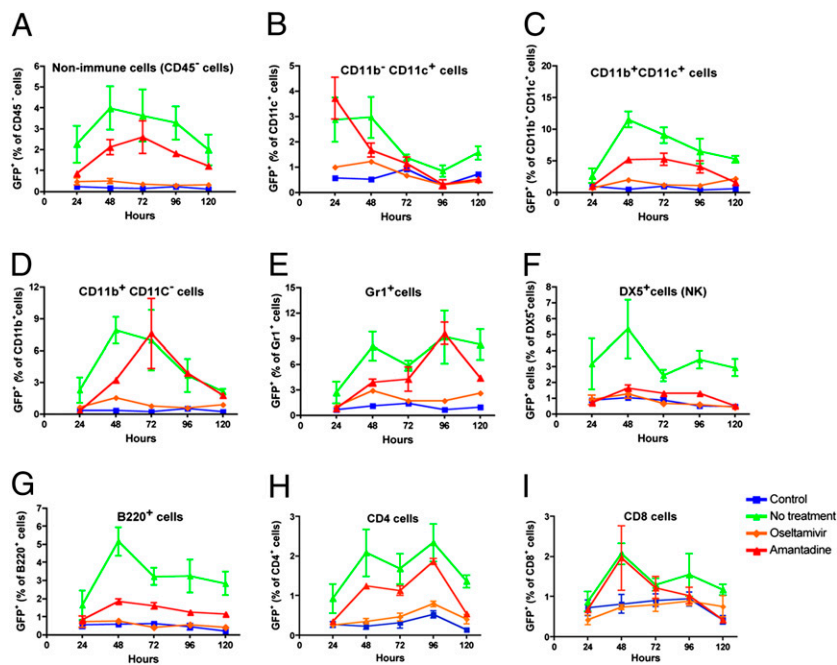 A
Non-immune cells (CD45⁻ cells)
GFP⁺ (% of CD45⁻ cells)
6
5
4
3
2
1
0
24 48 72 96 120
Hours
B
CD11b⁻ CD11c⁺ cells
GFP⁺ (% of CD11c⁺ cells)
5
4
3
2
1
0
24 48 72 96 120
Hours
C
CD11b⁺CD11c⁺ cells
GFP⁺ (% of CD11b⁺ CD11c⁺ cells)
20
15
10
5
0
24 48 72 96 120
Hours
D
CD11b⁺ CD11C⁻ cells
GFP⁺ (% of CD11b⁺cells)
12
9
6
3
0
24 48 72 96 120
Hours
E
Gr1⁺cells
GFP⁺ (% of Gr1⁺ cells)
15
12
9
6
3
0
24 48 72 96 120
Hours
F
DX5⁺cells (NK)
GFP⁺ cells (% of DX5⁺cells)
8
7
6
5
4
3
2
1
0
24 48 72 96 120
Hours
G
B220⁺ cells
GFP⁺ (% of B220⁺ cells)
7
6
5
4
3
2
1
0
24 48 72 96 120
Hours
H
CD4 cells
GFP⁺ (% of CD4⁺ cells)
3
2
1
0
24 48 72 96 120
Hours
I
CD8 cells
GFP⁺ (% of CD8⁺ cells)
3
2
1
0
24 48 72 96 120
Hours
Control
No treatment
Oseltamivir
Amantadine